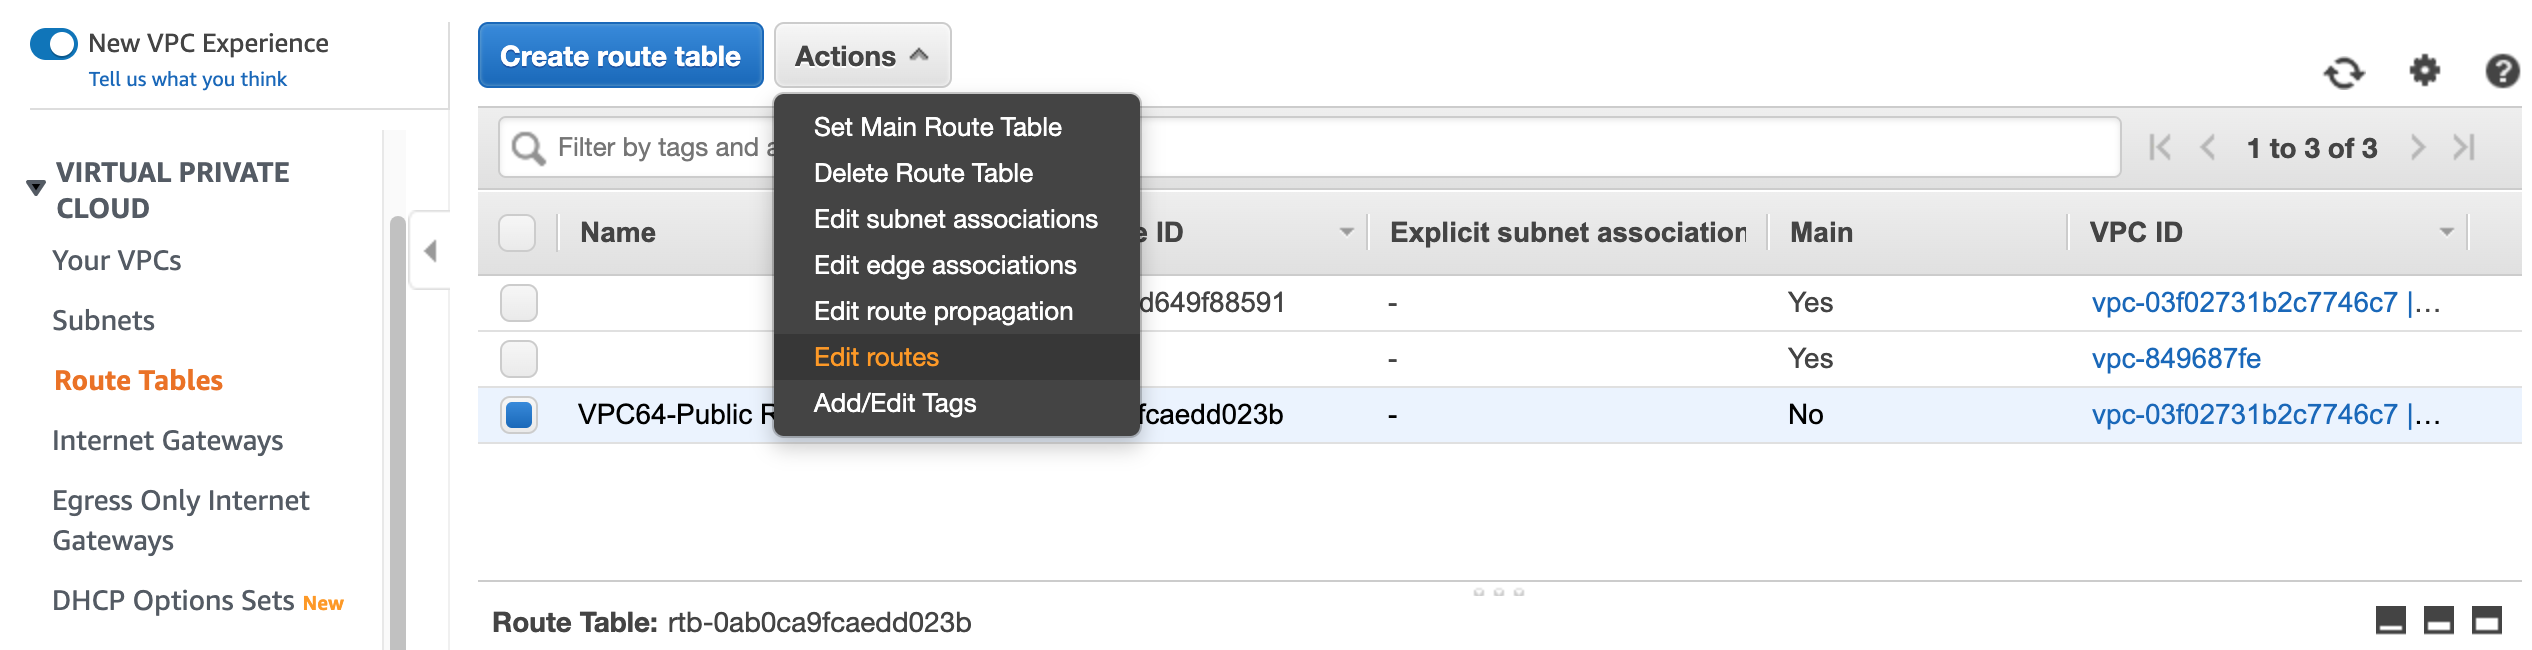 New VPC Experience
Tell us what you think
VIRTUAL PRIVATE
CLOUD
Your VPCs
Subnets
Route Tables
Internet Gateways
Egress Only Internet
Gateways
DHCP Options Sets New
Create route table Actions
Set Main Route Table
Delete Route Table
Edit subnet associations
Edit edge associations
Edit route propagation
Edit routes
Add/Edit Tags
Filter by tags and 1 to 3 of 3
Name ID Explicit subnet association Main VPC ID
d649f88591 - Yes vpc-03f02731b2c7746c7 |...
- Yes vpc-849687fe
VPC64-Public fcaedd023b - No vpc-03f02731b2c7746c7 |...
Route Table: rtb-0ab0ca9fcaedd023b